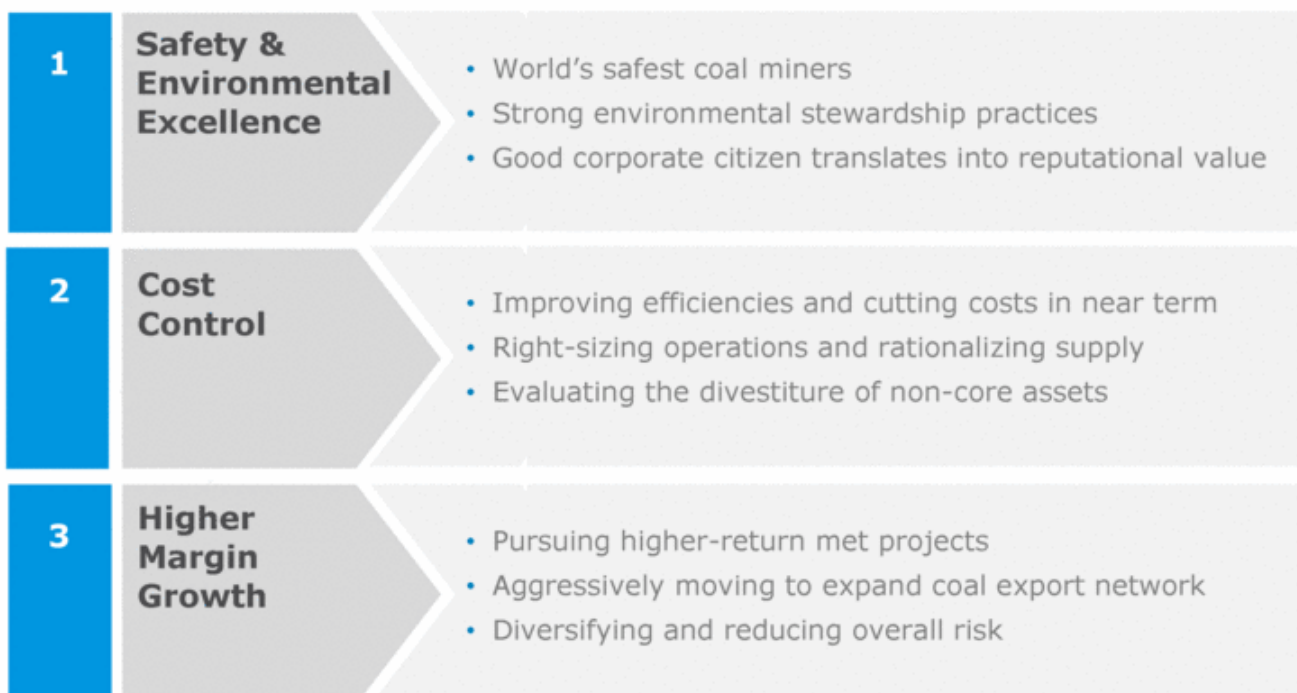 1
Safety &
Environmental
Excellence
• World's safest coal miners
• Strong environmental stewardship practices
• Good corporate citizen translates into reputational value
2
Cost
Control
• Improving efficiencies and cutting costs in near term
• Right-sizing operations and rationalizing supply
• Evaluating the divestiture of non-core assets
3
Higher
Margin
Growth
• Pursuing higher-return met projects
• Aggressively moving to expand coal export network
• Diversifying and reducing overall risk